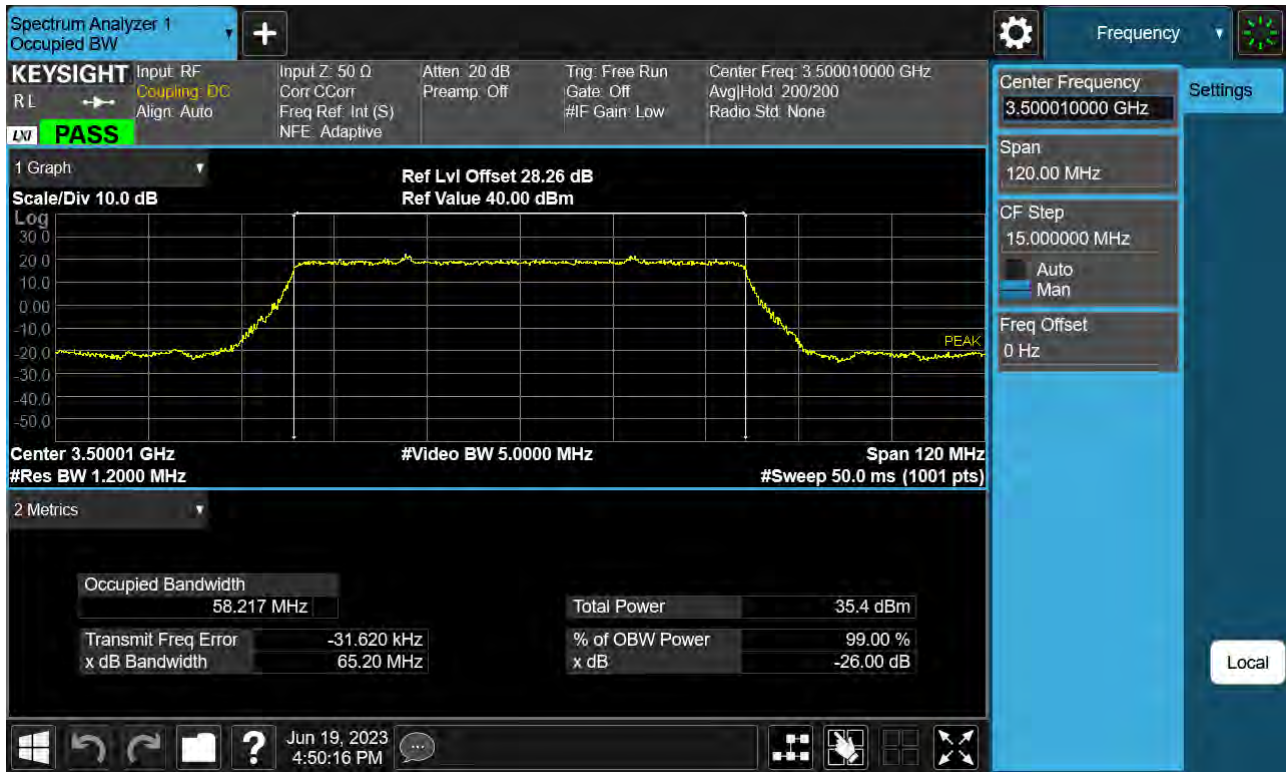 Spectrum Analyzer 1
Occupied BW
+
Frequency
KEYSIGHT
RL
LXI PASS
Input: RF
Coupling: DC
Align: Auto
Input Z: 50 Ω
Corr CCorr
Freq Ref: Int (S)
NFE: Adaptive
Atten: 20 dB
Preamp: Off
Trig: Free Run
Gate: Off
#IF Gain: Low
Center Freq: 3.500010000 GHz
Avg|Hold: 200/200
Radio Std: None
Center Frequency
3.500010000 GHz
Settings
Span
120.00 MHz
CF Step
15.000000 MHz
Auto
Man
Freq Offset
0 Hz
1 Graph
Scale/Div 10.0 dB
Ref Lvl Offset 28.26 dB
Ref Value 40.00 dBm
Log
30.0
20.0
10.0
0.00
-10.0
-20.0
-30.0
-40.0
-50.0
PEAK
Center 3.50001 GHz
#Video BW 5.0000 MHz
Span 120 MHz
#Res BW 1.2000 MHz
#Sweep 50.0 ms (1001 pts)
2 Metrics
Occupied Bandwidth
58.217 MHz
Total Power 35.4 dBm
Transmit Freq Error -31.620 kHz
% of OBW Power 99.00 %
x dB Bandwidth 65.20 MHz
x dB -26.00 dB
Local
?
Jun 19, 2023
4:50:16 PM